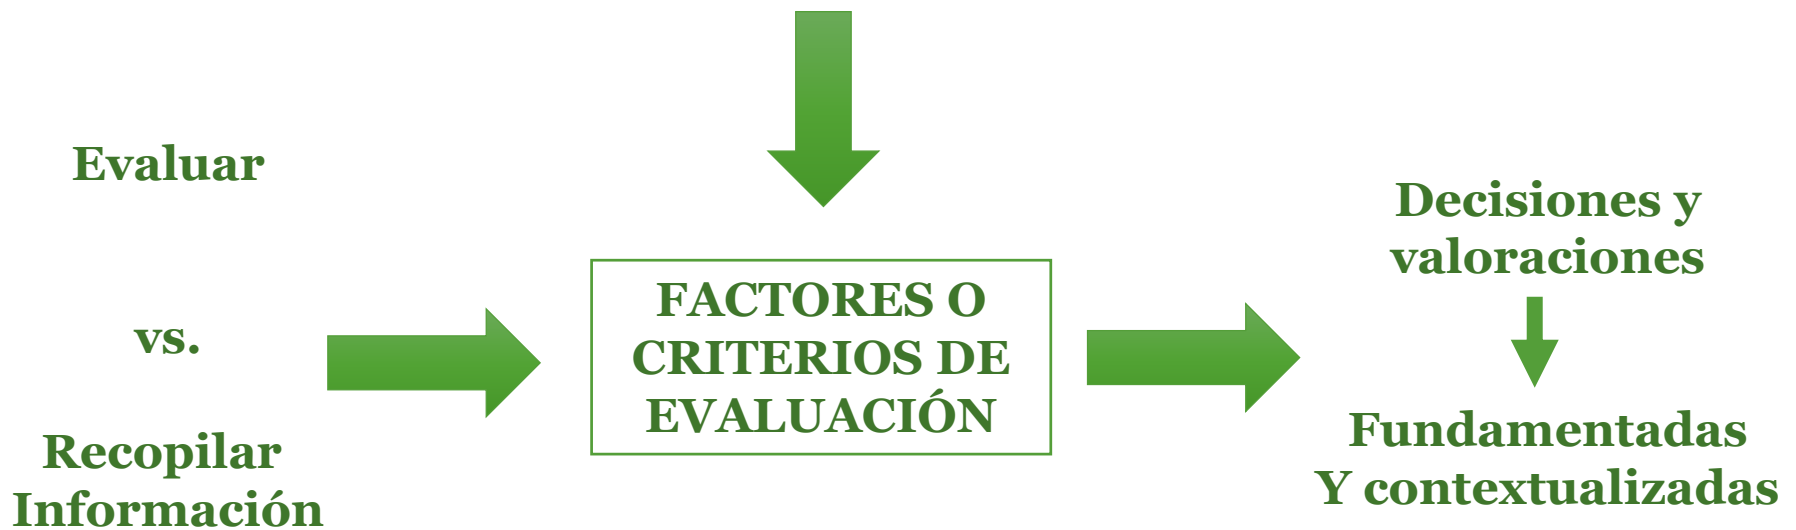 Evaluar
vs.
Recopilar
Información
FACTORES O
CRITERIOS DE
EVALUACIÓN
Decisiones y
valoraciones
Fundamentadas
Y contextualizadas